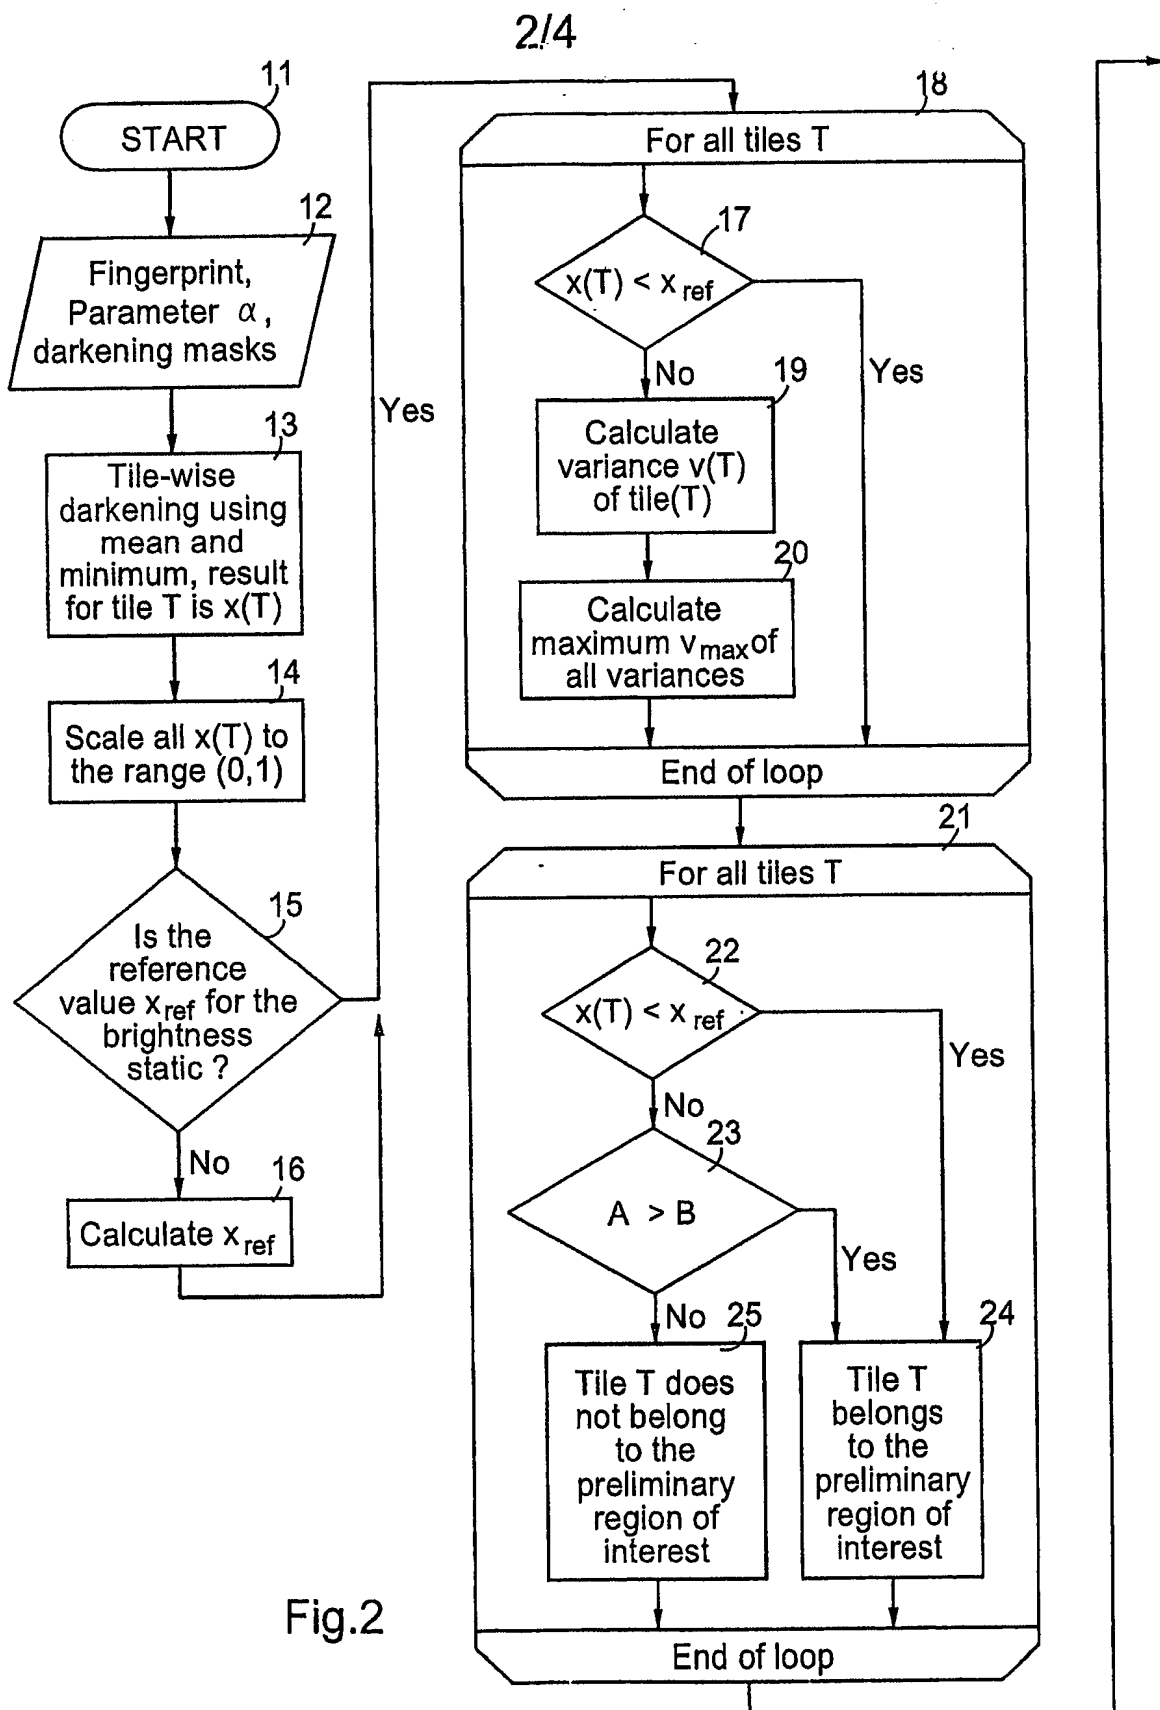 2/4
11
START
12
Fingerprint,
Parameter α,
darkening masks
13
Tile-wise
darkening using
mean and
minimum, result
for tile T is x(T)
14
Scale all x(T) to
the range (0,1)
15
Is the
reference
value xref for the
brightness
static ?
Yes
No
16
Calculate xref
18
For all tiles T
17
x(T) < xref
No
Yes
19
Calculate
variance v(T)
of tile(T)
20
Calculate
maximum vmax of
all variances
End of loop
21
For all tiles T
22
x(T) < xref
Yes
No
23
A > B
Yes
No
25
Tile T does
not belong
to the
preliminary
region of
interest
24
Tile T
belongs
to the
preliminary
region of
interest
End of loop
Fig.2